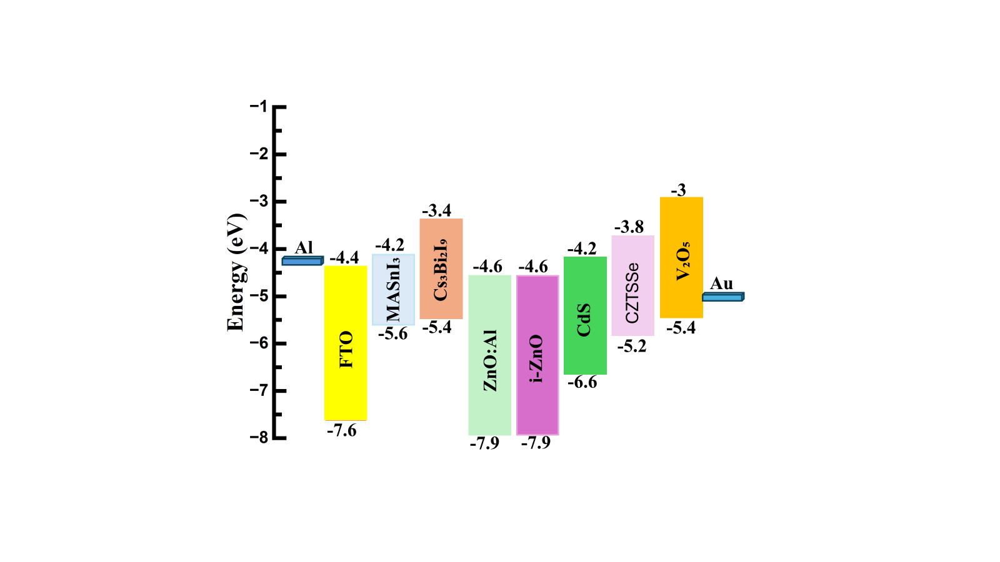 Energy (eV)
−1
−2
−3
−4
−5
−6
−7
−8
Al
-4.4
FTO
-7.6
-4.2
MASnI₃
-5.6
-3.4
Cs₃Bi₂I₉
-5.4
-4.6
ZnO:Al
-7.9
-4.6
i-ZnO
-7.9
-4.2
CdS
-6.6
-3.8
CZTSSe
-5.2
-3
V₂O₅
-5.4
Au